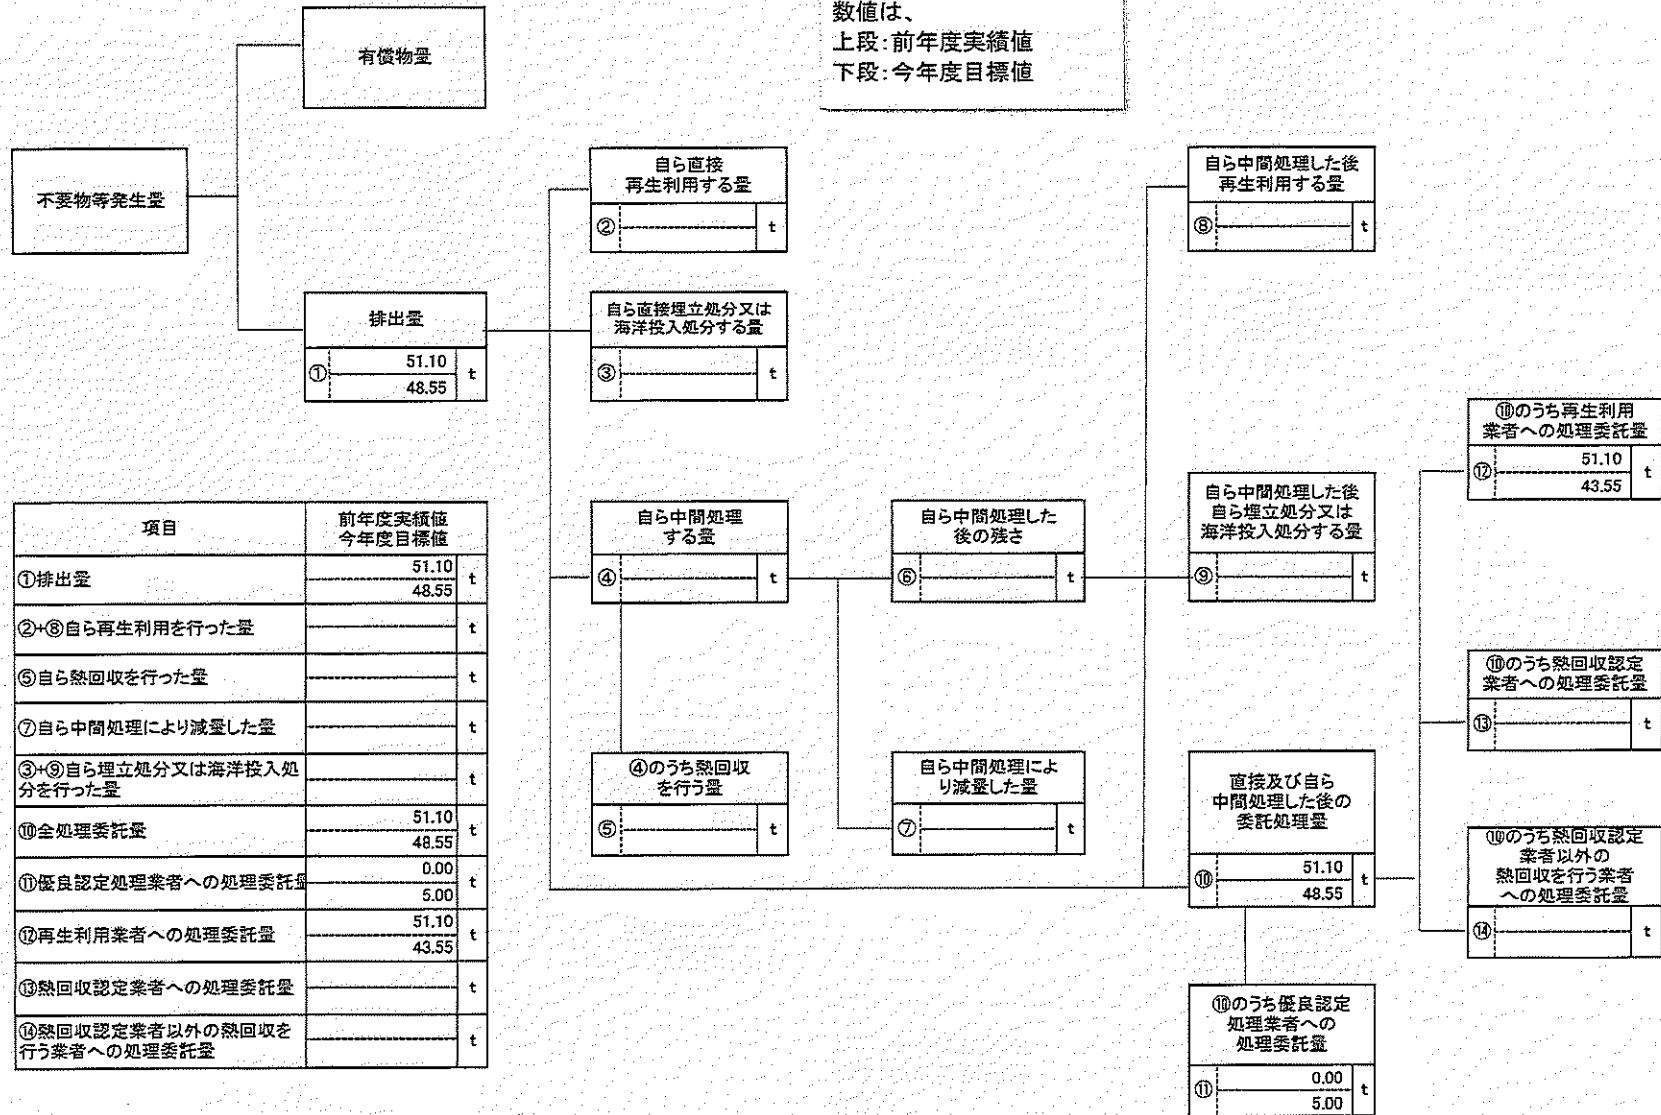 数値は、
上段：前年度実績値
下段：今年度目標値
有償物量
不要物等発生量
排出量
① 51.10 t
48.55
自ら直接
再生利用する量
② t
自ら直接埋立処分又は
海洋投入処分する量
③ t
自ら中間処理
する量
④ t
④のうち熱回収
を行う量
⑤ t
自ら中間処理した
後の残さ
⑥ t
自ら中間処理によ
り減量した量
⑦ t
自ら中間処理した後
再生利用する量
⑧ t
自ら中間処理した後
自ら埋立処分又は
海洋投入処分する量
⑨ t
直接及び自ら
中間処理した後の
委託処理量
⑩ 51.10 t
48.55
⑩のうち優良認定
処理業者への
処理委託量
⑪ 0.00 t
5.00
⑩のうち再生利用
業者への処理委託量
⑫ 51.10 t
43.55
⑩のうち熱回収認定
業者への処理委託量
⑬ t
⑩のうち熱回収認定
業者以外の
熱回収を行う業者
への処理委託量
⑭ t
項目 前年度実績値
今年度目標値
①排出量 51.10 t
48.55
②+⑧自ら再生利用を行った量 t
⑤自ら熱回収を行った量 t
⑦自ら中間処理により減量した量 t
③+⑨自ら埋立処分又は海洋投入処
分を行った量 t
⑩全処理委託量 51.10 t
48.55
⑪優良認定処理業者への処理委託量 0.00 t
5.00
⑫再生利用業者への処理委託量 51.10 t
43.55
⑬熱回収認定業者への処理委託量 t
⑭熱回収認定業者以外の熱回収を
行う業者への処理委託量 t